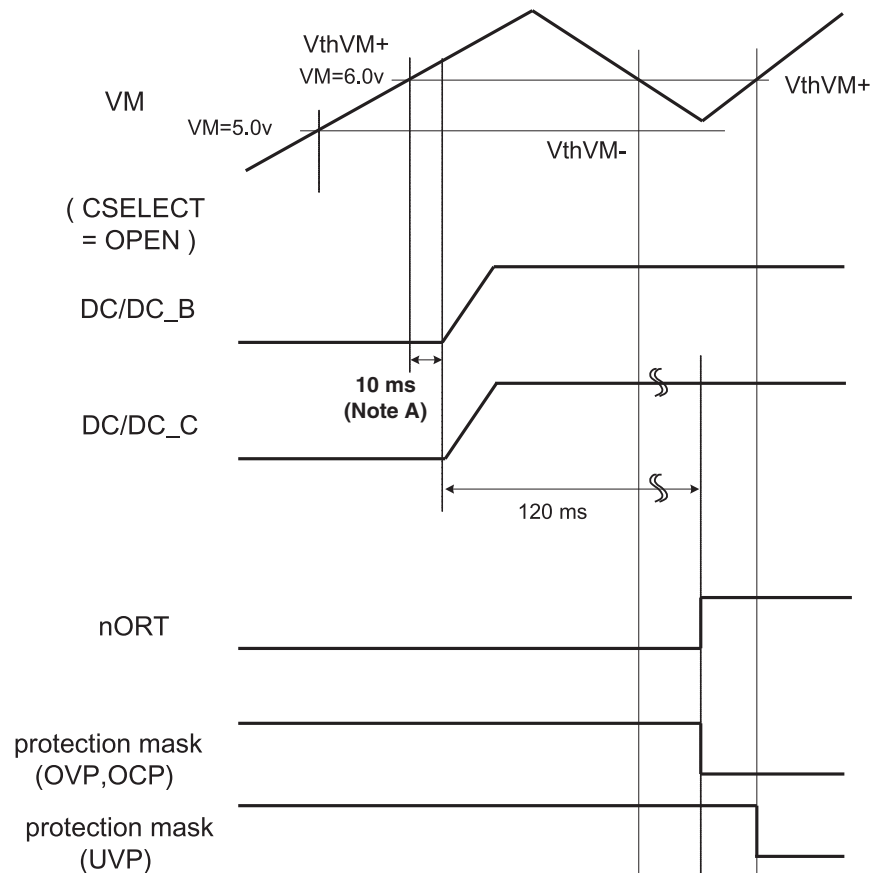 VthVM+
VM=6.0v
VthVM+
VM
VM=5.0v
VthVM-
( CSELECT
= OPEN )
DC/DC_B
10 ms
(Note A)
DC/DC_C
120 ms
nORT
protection mask
(OVP,OCP)
protection mask
(UVP)